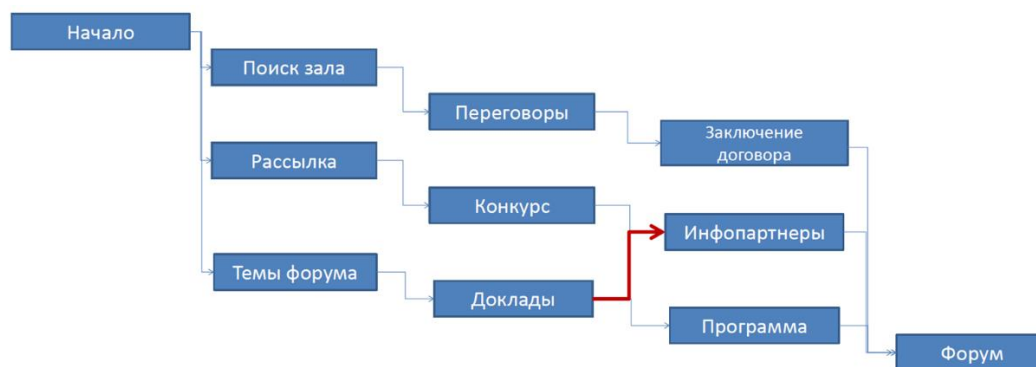 Начало
Поиск зала
Переговоры
Заключение
договора
Рассылка
Конкурс
Инфопартнеры
Темы форума
Доклады
Программа
Форум